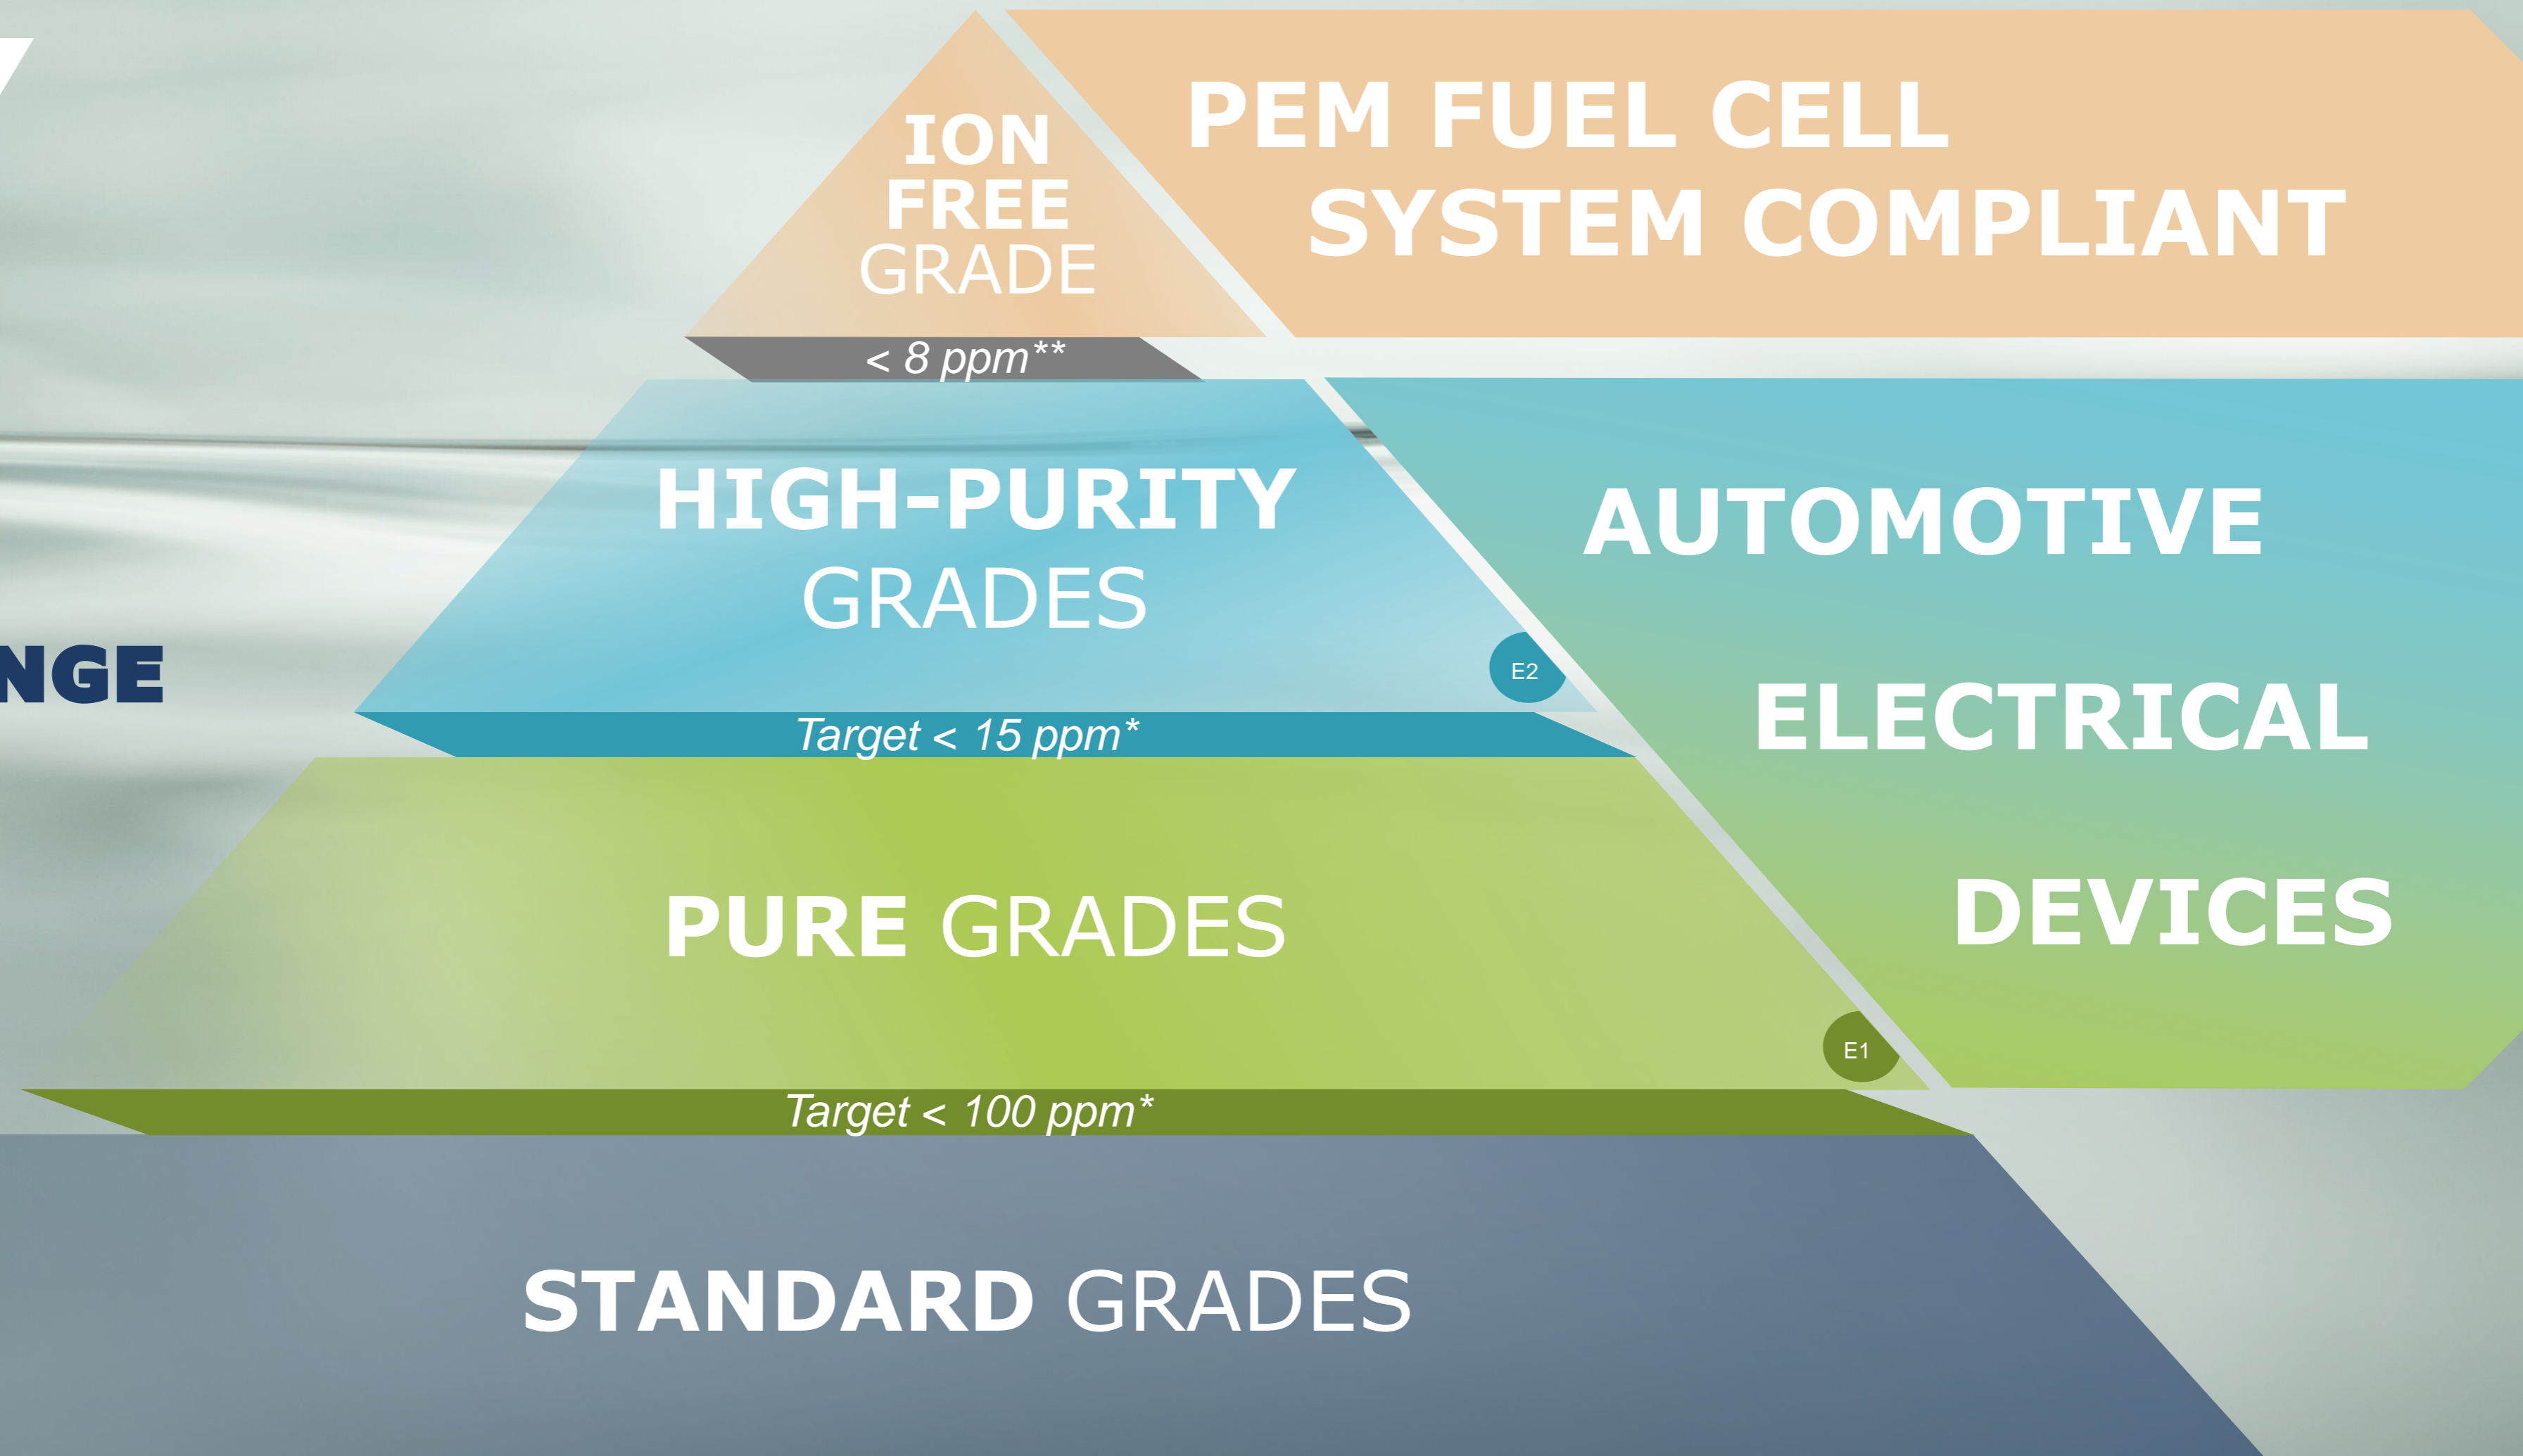 ION
FREE
GRADE
< 8 ppm**
PEM FUEL CELL
SYSTEM COMPLIANT
HIGH-PURITY
GRADES
E2
Target < 15 ppm*
AUTOMOTIVE
ELECTRICAL
DEVICES
NGE
PURE GRADES
E1
Target < 100 ppm*
STANDARD GRADES